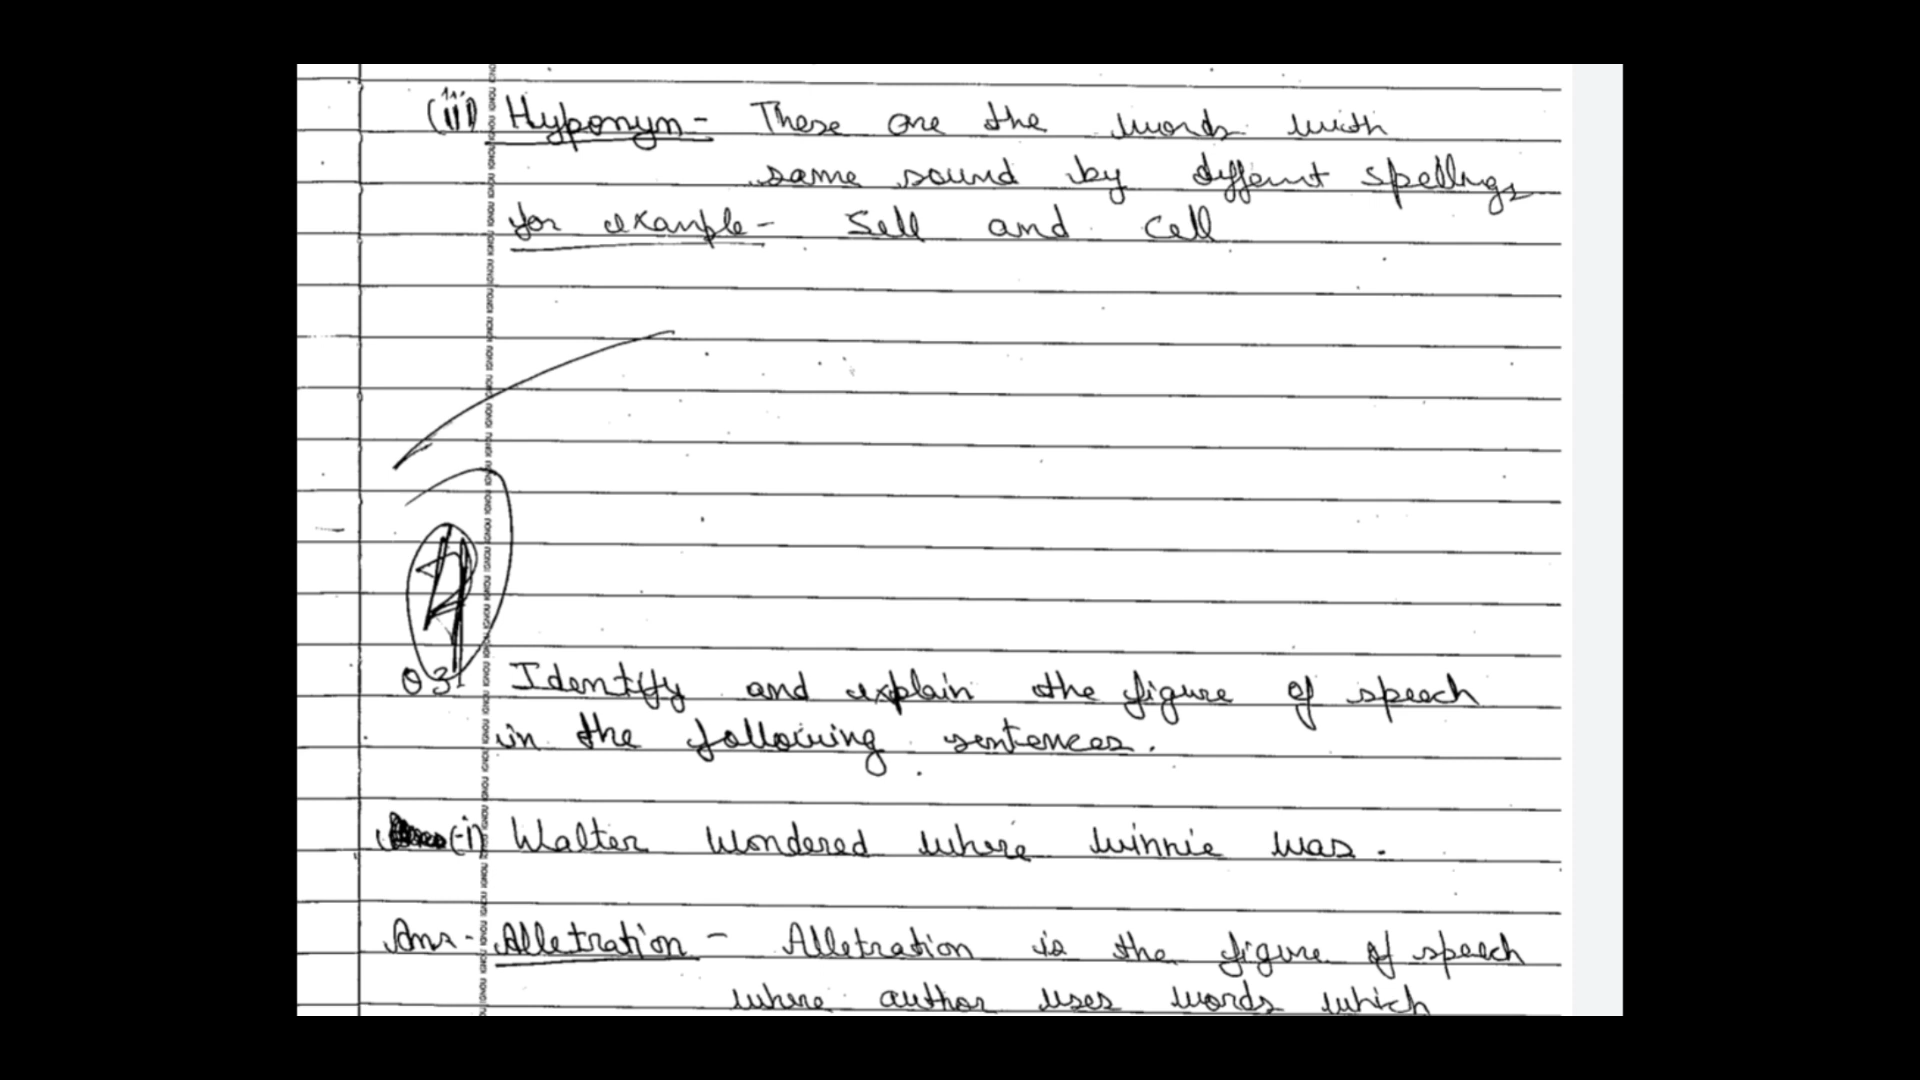 (iii) Hyponym - These are the words with
same sound by different spellings
for example - Sell and cell
4
Q3. Identify and explain the figure of speech
in the following sentences.
(i) Walter wondered where winnie was.
Ans - Alletration - Alletration is the figure of speech
where author uses words which